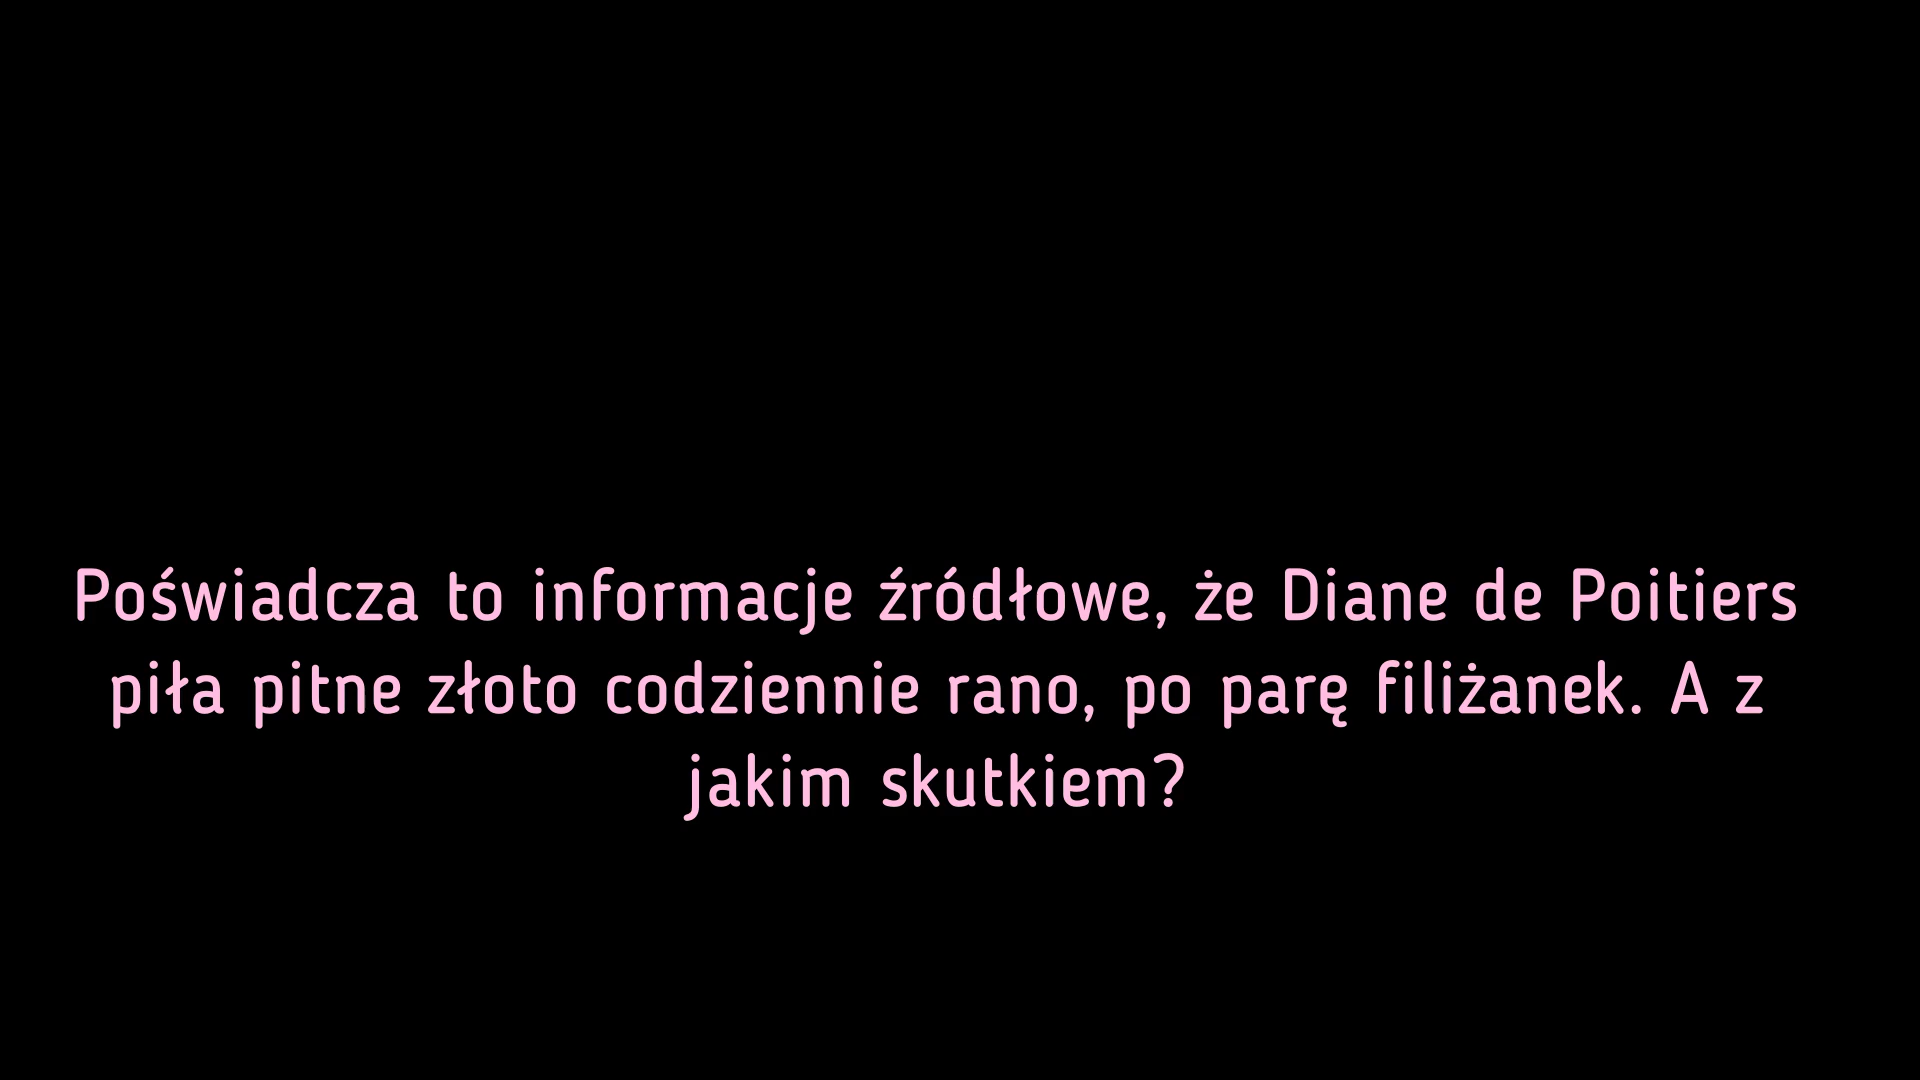 Poświadcza to informacje źródłowe, że Diane de Poitiers
piła pitne złoto codziennie rano, po parę filiżanek. A z
jakim skutkiem?